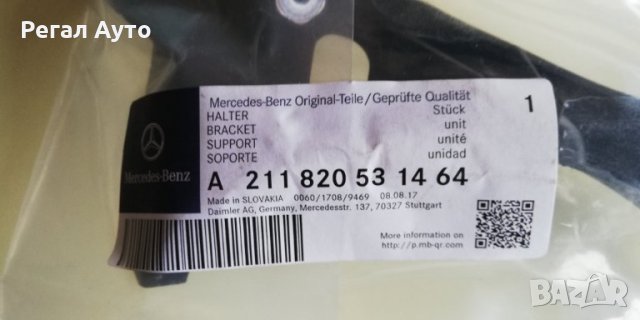 Регал Ауто
Mercedes-Benz Original-Teile/Geprüfte Qualität
HALTER Stück 1
BRACKET unit
SUPPORT unité
SOPORTE unidad
Mercedes-Benz
A 211 820 53 14 64
Made in SLOVAKIA 0060/1708/9469 08.08.17
Daimler AG, Germany, Mercedesstr. 137, 70327 Stuttgart
More information on
http://p.mb-qr.com
BAZAR